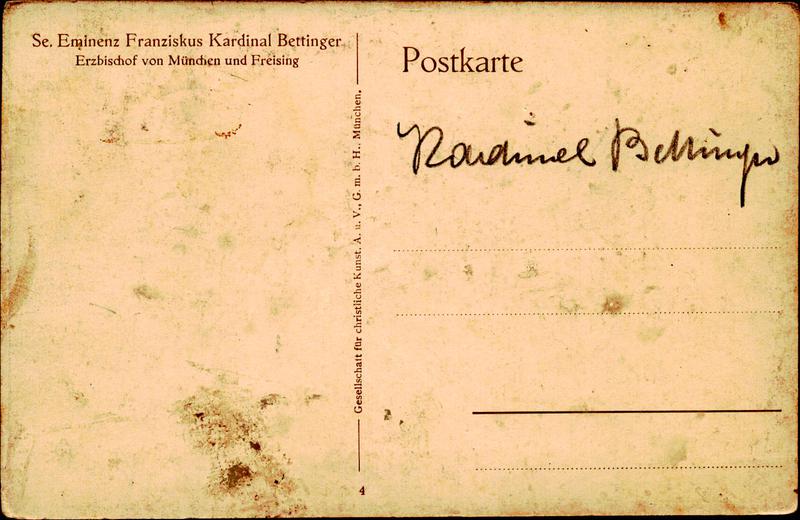 Se. Eminenz Franziskus Kardinal Bettinger
Erzbischof von München und Freising
Gesellschaft für christliche Kunst. A. u. V., G. m. b. H., München.
4
Postkarte
Kardinal Bettinger